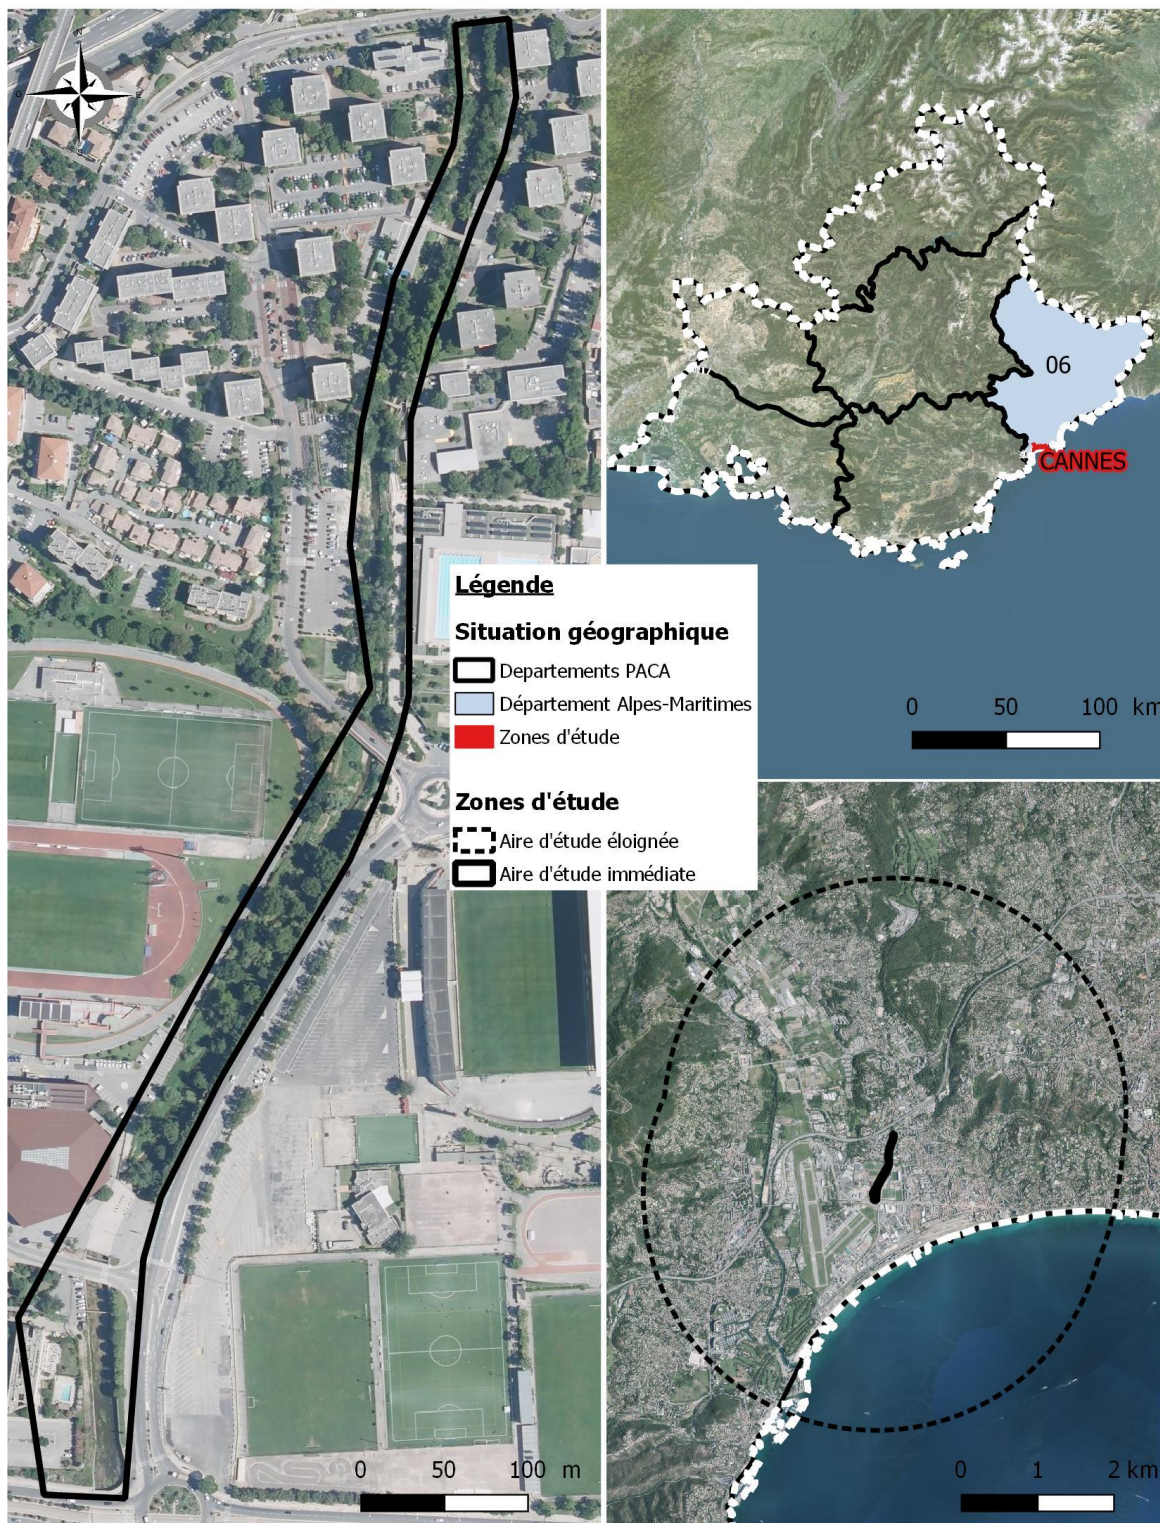 N
O
E
S
06
CANNES
0 50 100 km
Légende
Situation géographique
Departements PACA
Département Alpes-Maritimes
Zones d'étude
Zones d'étude
Aire d'étude éloignée
Aire d'étude immédiate
0 50 100 m
0 1 2 km